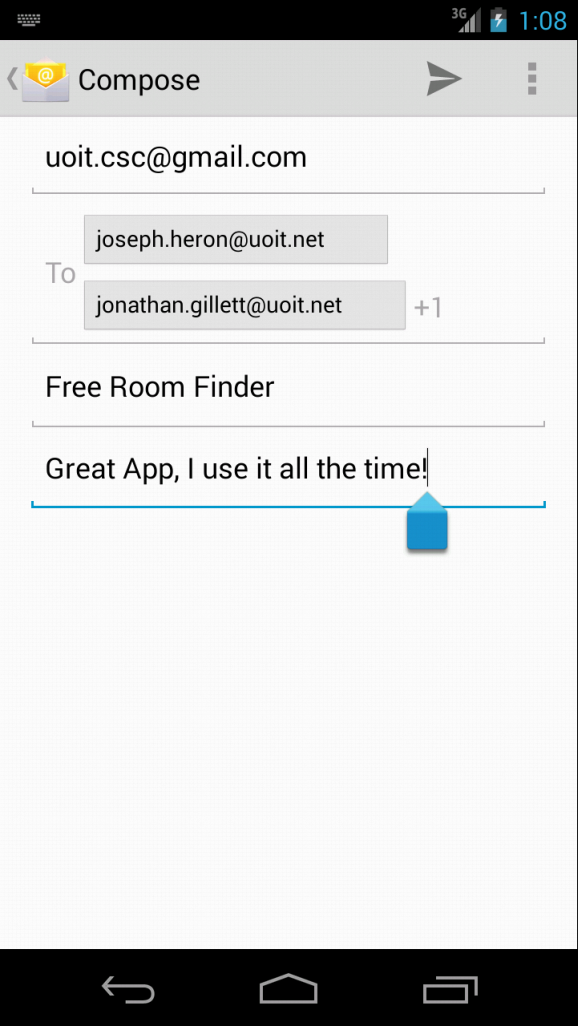 3G 1:08
@ Compose
uoit.csc@gmail.com
joseph.heron@uoit.net
To
jonathan.gillett@uoit.net +1
Free Room Finder
Great App, I use it all the time!